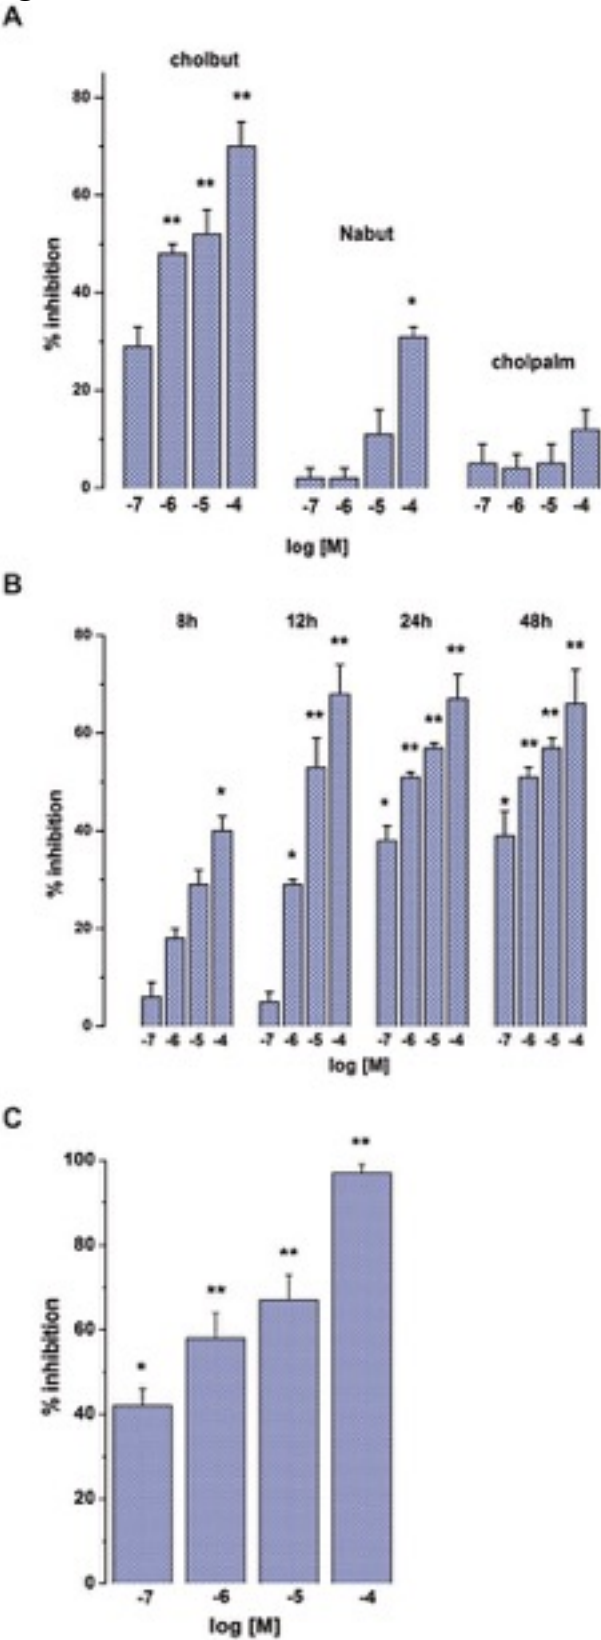 A
cholbut
**
80
**
**
60
Nabut
% inhibition
*
40
cholpalm
20
0
-7 -6 -5 -4 -7 -6 -5 -4 -7 -6 -5 -4
log [M]
B
8h 12h 24h 48h
80
** ** **
** ** **
60
** **
% inhibition
* * *
40
*
20
0
-7 -6 -5 -4 -7 -6 -5 -4 -7 -6 -5 -4 -7 -6 -5 -4
log [M]
C
**
100
80
**
**
60
% inhibition
*
40
20
0
-7 -6 -5 -4
log [M]